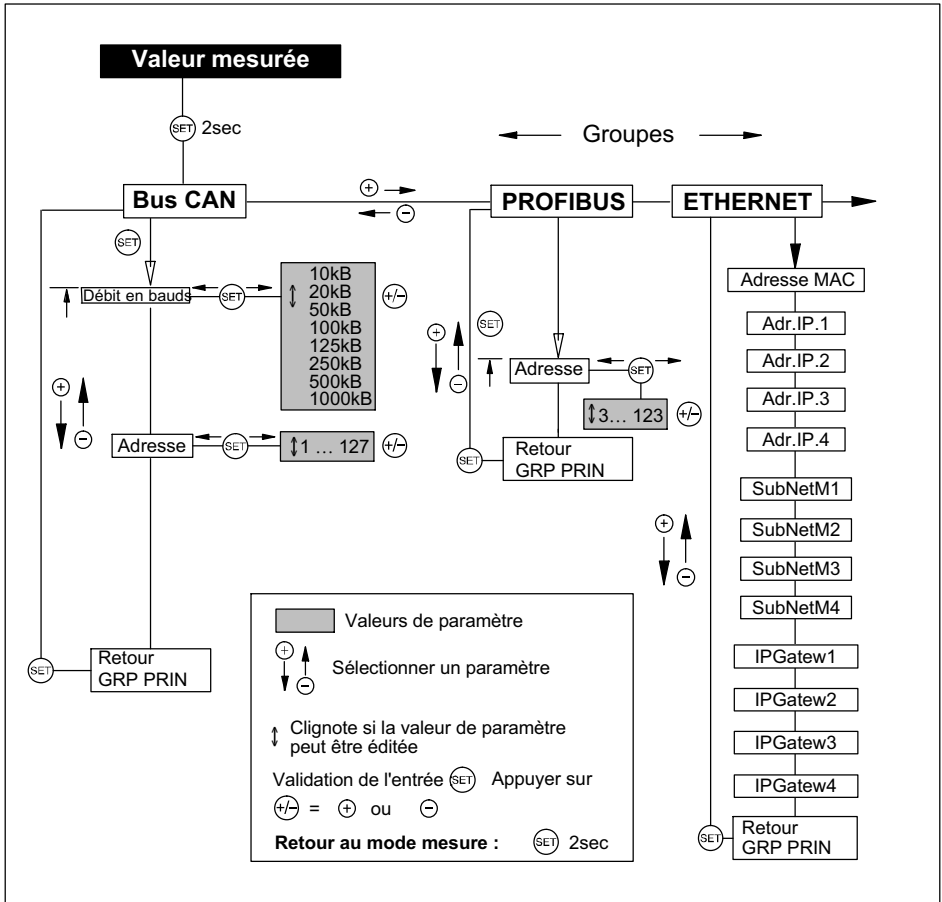 Valeur mesurée
SET 2sec
← Groupes →
Bus CAN
+ →
← −
PROFIBUS
ETHERNET
SET
Débit en bauds
SET
10kB
20kB
50kB
100kB
125kB
250kB
500kB
1000kB
+/−
+
−
Adresse
SET
1 ... 127
+/−
Retour
GRP PRIN
SET
SET
+
−
Adresse
SET
3... 123
+/−
Retour
GRP PRIN
SET
Adresse MAC
Adr.IP.1
Adr.IP.2
Adr.IP.3
Adr.IP.4
SubNetM1
SubNetM2
SubNetM3
SubNetM4
IPGatew1
IPGatew2
IPGatew3
IPGatew4
+
−
Retour
GRP PRIN
SET
Valeurs de paramètre
+
−
Sélectionner un paramètre
Clignote si la valeur de paramètre
peut être éditée
Validation de l'entrée SET Appuyer sur
+/− = + ou −
Retour au mode mesure : SET 2sec